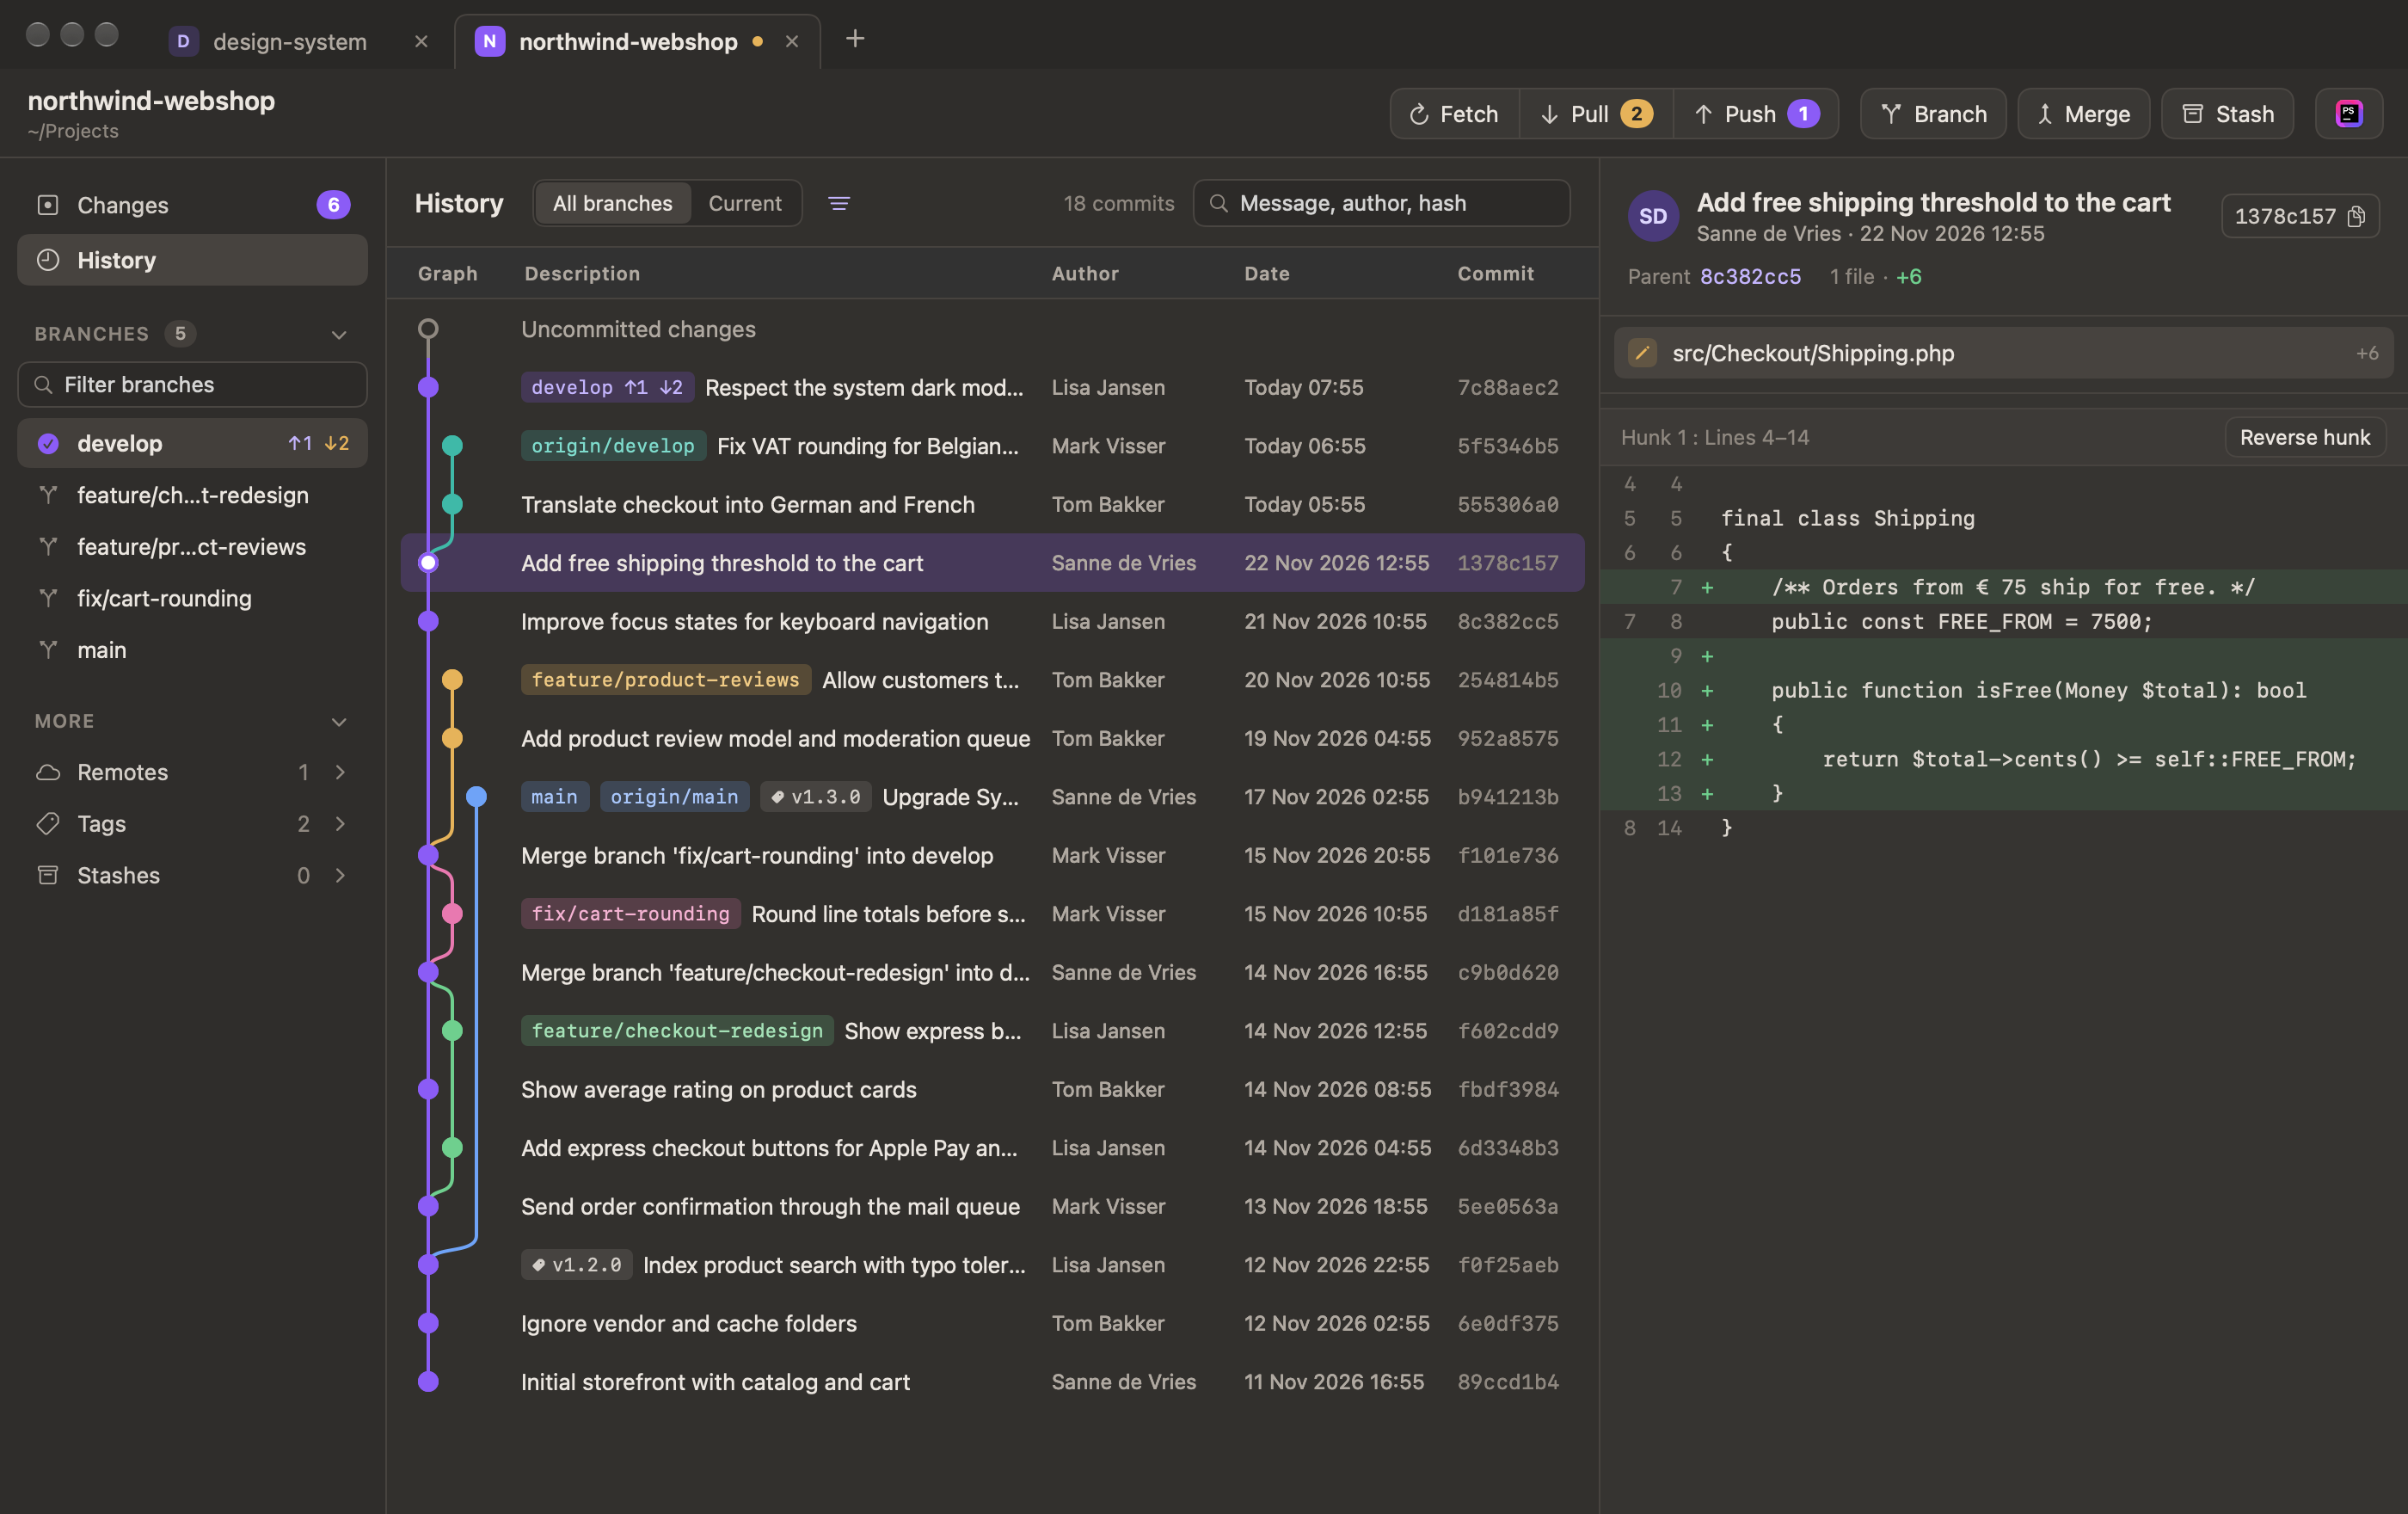 D design-system
N northwind-webshop
northwind-webshop
~/Projects
Fetch
Pull 2
Push 1
Branch
Merge
Stash
PS
Changes 6
History
BRANCHES 5
Filter branches
develop ↑1 ↓2
feature/ch...t-redesign
feature/pr...ct-reviews
fix/cart-rounding
main
MORE
Remotes 1
Tags 2
Stashes 0
History All branches Current 18 commits Message, author, hash
Graph Description Author Date Commit
Uncommitted changes
develop ↑1 ↓2 Respect the system dark mod... Lisa Jansen Today 07:55 7c88aec2
origin/develop Fix VAT rounding for Belgian... Mark Visser Today 06:55 5f5346b5
Translate checkout into German and French Tom Bakker Today 05:55 555306a0
Add free shipping threshold to the cart Sanne de Vries 22 Nov 2026 12:55 1378c157
Improve focus states for keyboard navigation Lisa Jansen 21 Nov 2026 10:55 8c382cc5
feature/product-reviews Allow customers t... Tom Bakker 20 Nov 2026 10:55 254814b5
Add product review model and moderation queue Tom Bakker 19 Nov 2026 04:55 952a8575
main origin/main v1.3.0 Upgrade Sy... Sanne de Vries 17 Nov 2026 02:55 b941213b
Merge branch 'fix/cart-rounding' into develop Mark Visser 15 Nov 2026 20:55 f101e736
fix/cart-rounding Round line totals before s... Mark Visser 15 Nov 2026 10:55 d181a85f
Merge branch 'feature/checkout-redesign' into d... Sanne de Vries 14 Nov 2026 16:55 c9b0d620
feature/checkout-redesign Show express b... Lisa Jansen 14 Nov 2026 12:55 f602cdd9
Show average rating on product cards Tom Bakker 14 Nov 2026 08:55 fbdf3984
Add express checkout buttons for Apple Pay an... Lisa Jansen 14 Nov 2026 04:55 6d3348b3
Send order confirmation through the mail queue Mark Visser 13 Nov 2026 18:55 5ee0563a
v1.2.0 Index product search with typo toler... Lisa Jansen 12 Nov 2026 22:55 f0f25aeb
Ignore vendor and cache folders Tom Bakker 12 Nov 2026 02:55 6e0df375
Initial storefront with catalog and cart Sanne de Vries 11 Nov 2026 16:55 89ccd1b4
SD
Add free shipping threshold to the cart
Sanne de Vries · 22 Nov 2026 12:55
1378c157
Parent 8c382cc5 1 file · +6
src/Checkout/Shipping.php +6
Hunk 1 : Lines 4–14 Reverse hunk
4 4
5 5 final class Shipping
6 6 {
7 + /** Orders from € 75 ship for free. */
7 8 public const FREE_FROM = 7500;
9 +
10 + public function isFree(Money $total): bool
11 + {
12 + return $total->cents() >= self::FREE_FROM;
13 + }
8 14 }